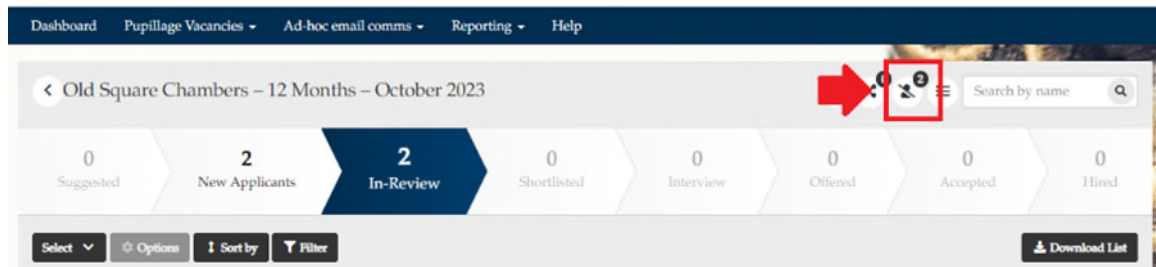 Dashboard Pupillage Vacancies Ad-hoc email comms Reporting Help
Old Square Chambers – 12 Months – October 2023 2 Search by name
0 2 2 0 0 0 0 0
Suggested New Applicants In-Review Shortlisted Interview Offered Accepted Hired
Select Options Sort by Filter Download List